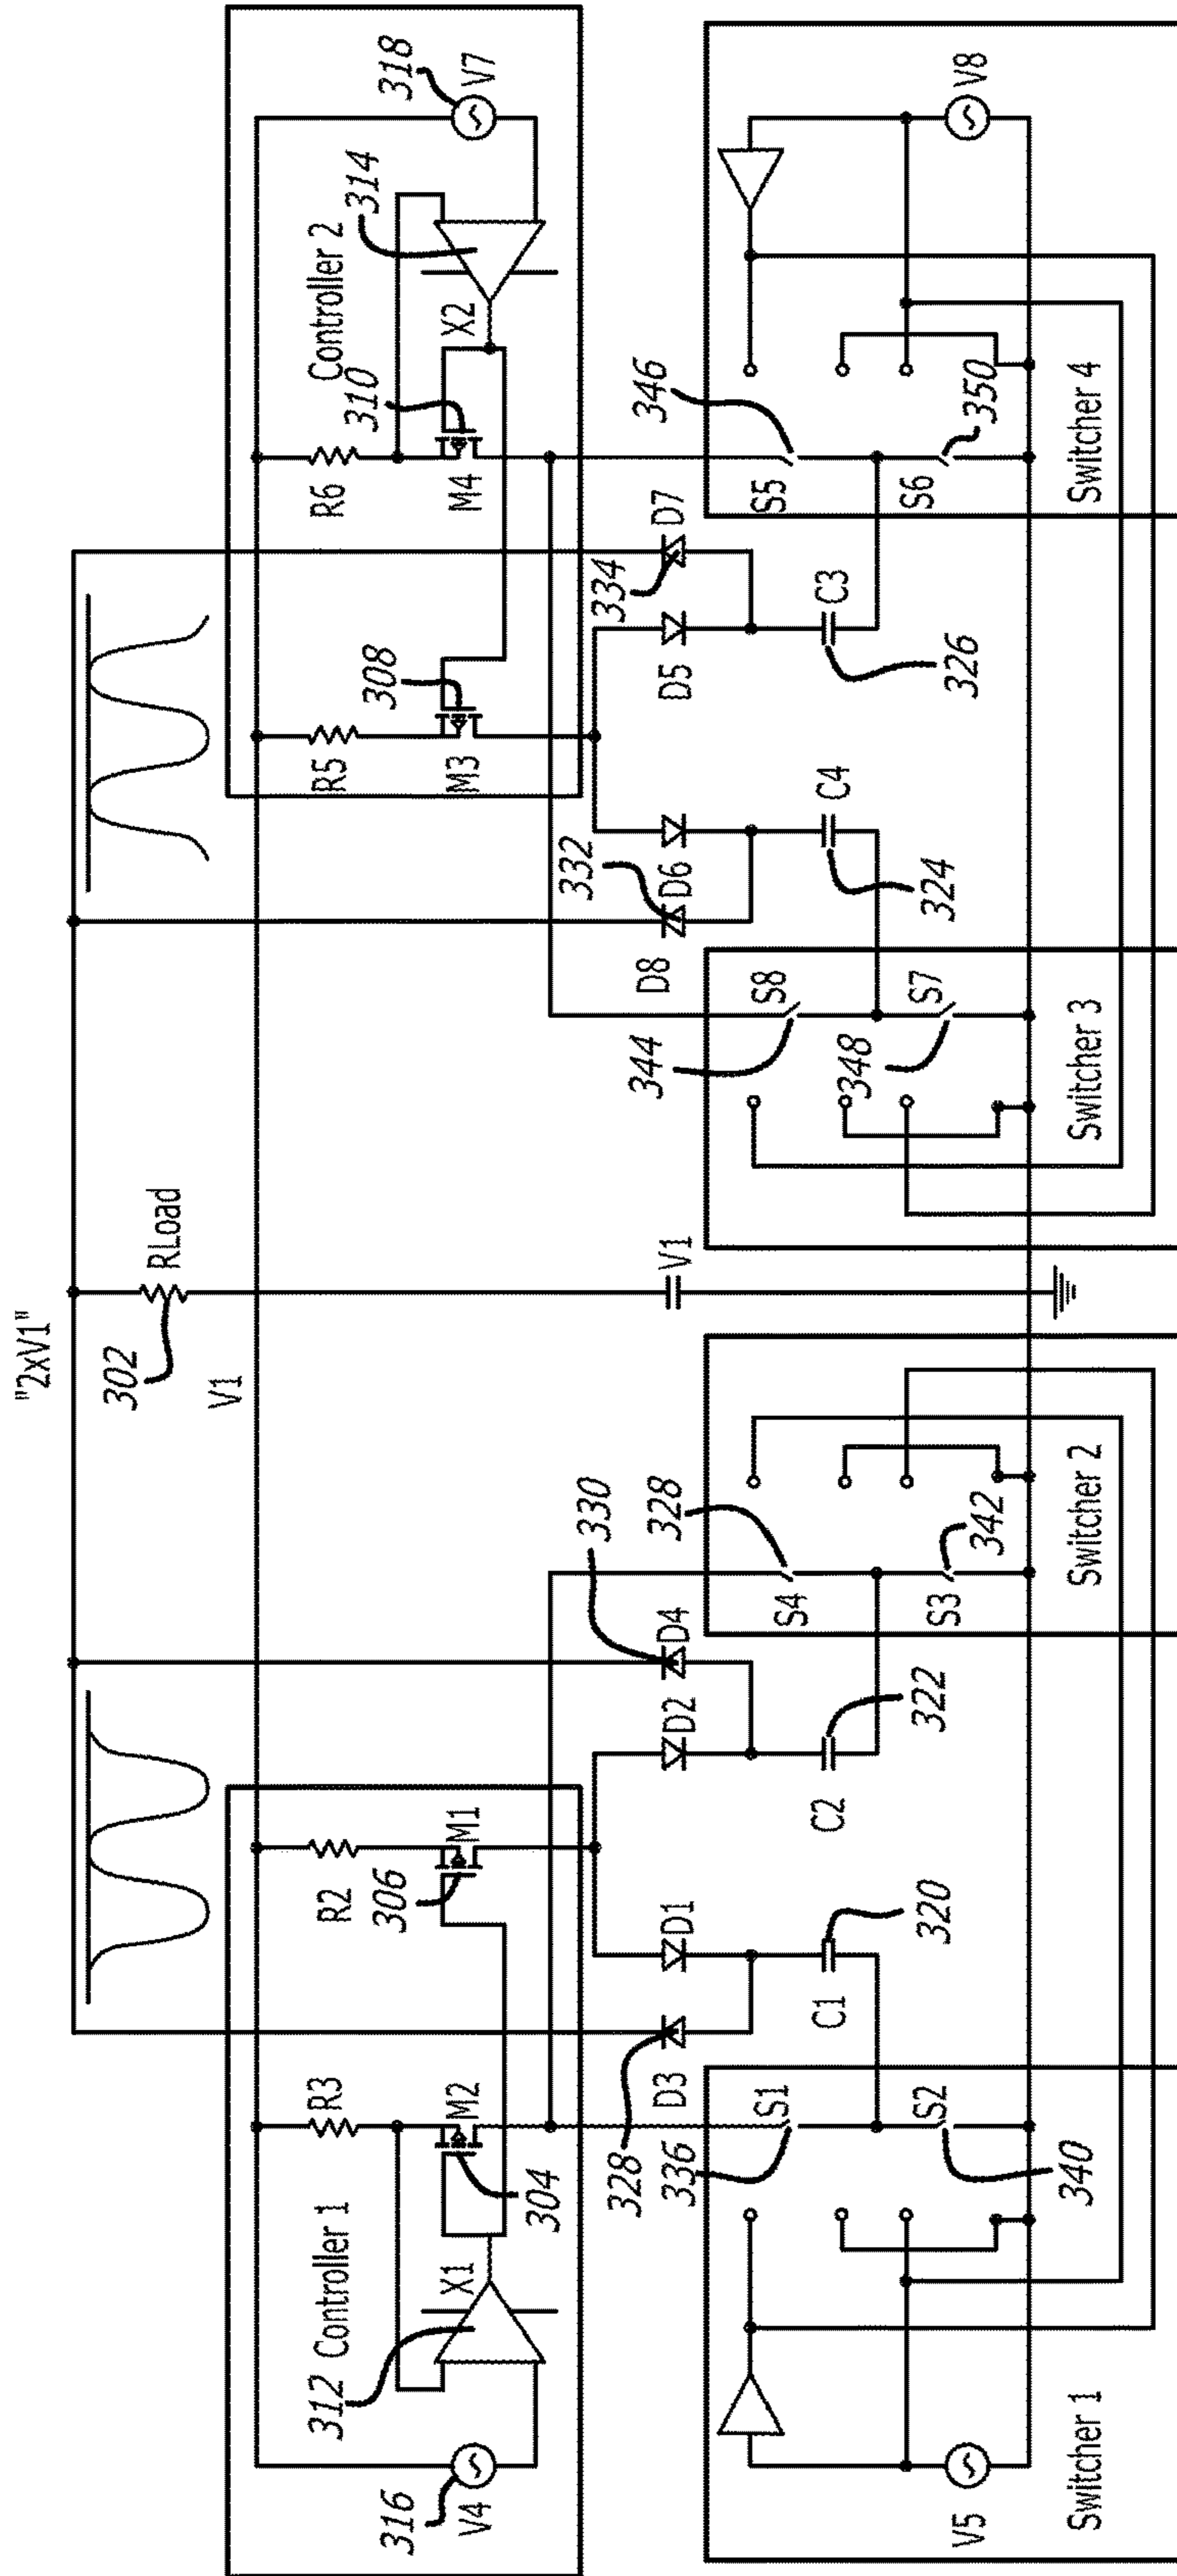 "2xV1"
302
RLoad
V1
V1
Controller 1
R3
R2
M2
M1
X1
304
306
312
316
V4
Controller 2
R5
R6
M3
M4
X2
308
310
314
318
V7
328
D3
D1
D2
D4
330
C1
320
C2
322
D8
332
D6
D5
D7
334
C4
324
C3
326
336
S1
S2
340
V5
Switcher 1
328
S4
S3
342
Switcher 2
344
S8
S7
348
Switcher 3
346
S5
S6
350
V8
Switcher 4